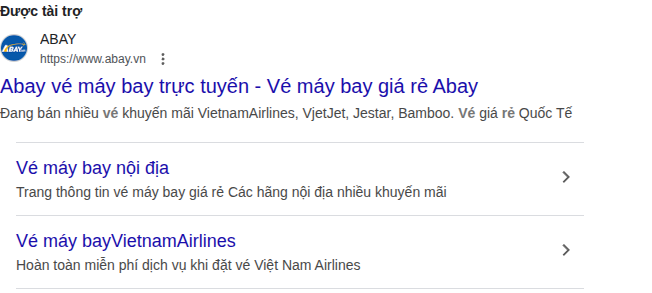 Được tài trợ
ABAY
ABAY.vn
https://www.abay.vn
Abay vé máy bay trực tuyến - Vé máy bay giá rẻ Abay
Đang bán nhiều vé khuyến mãi VietnamAirlines, VjetJet, Jestar, Bamboo. Vé giá rẻ Quốc Tế
Vé máy bay nội địa
Trang thông tin vé máy bay giá rẻ Các hãng nội địa nhiều khuyến mãi
Vé máy bayVietnamAirlines
Hoàn toàn miễn phí dịch vụ khi đặt vé Việt Nam Airlines